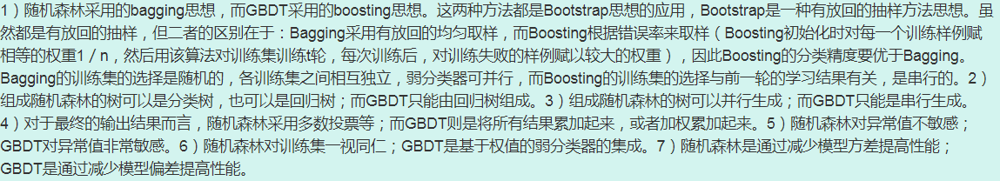 1）随机森林采用的bagging思想，而GBDT采用的boosting思想。这两种方法都是Bootstrap思想的应用，Bootstrap是一种有放回的抽样方法思想。虽
然都是有放回的抽样，但二者的区别在于：Bagging采用有放回的均匀取样，而Boosting根据错误率来取样（Boosting初始化时对每一个训练样例赋
相等的权重1／n，然后用该算法对训练集训练t轮，每次训练后，对训练失败的样例赋以较大的权重），因此Boosting的分类精度要优于Bagging。
Bagging的训练集的选择是随机的，各训练集之间相互独立，弱分类器可并行，而Boosting的训练集的选择与前一轮的学习结果有关，是串行的。2）
组成随机森林的树可以是分类树，也可以是回归树；而GBDT只能由回归树组成。3）组成随机森林的树可以并行生成；而GBDT只能是串行生成。
4）对于最终的输出结果而言，随机森林采用多数投票等；而GBDT则是将所有结果累加起来，或者加权累加起来。5）随机森林对异常值不敏感；
GBDT对异常值非常敏感。6）随机森林对训练集一视同仁；GBDT是基于权值的弱分类器的集成。7）随机森林是通过减少模型方差提高性能；
GBDT是通过减少模型偏差提高性能。